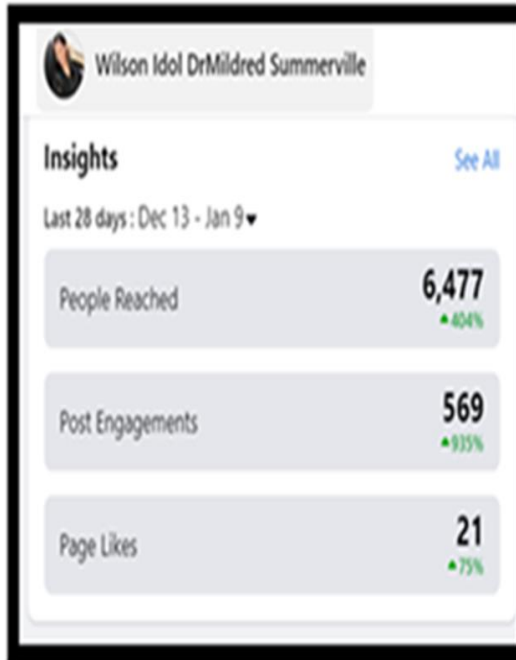 Wilson Idol DrMildred Summerville
Insights
See All
Last 28 days : Dec 13 - Jan 9
People Reached
6,477
404%
Post Engagements
569
935%
Page Likes
21
75%